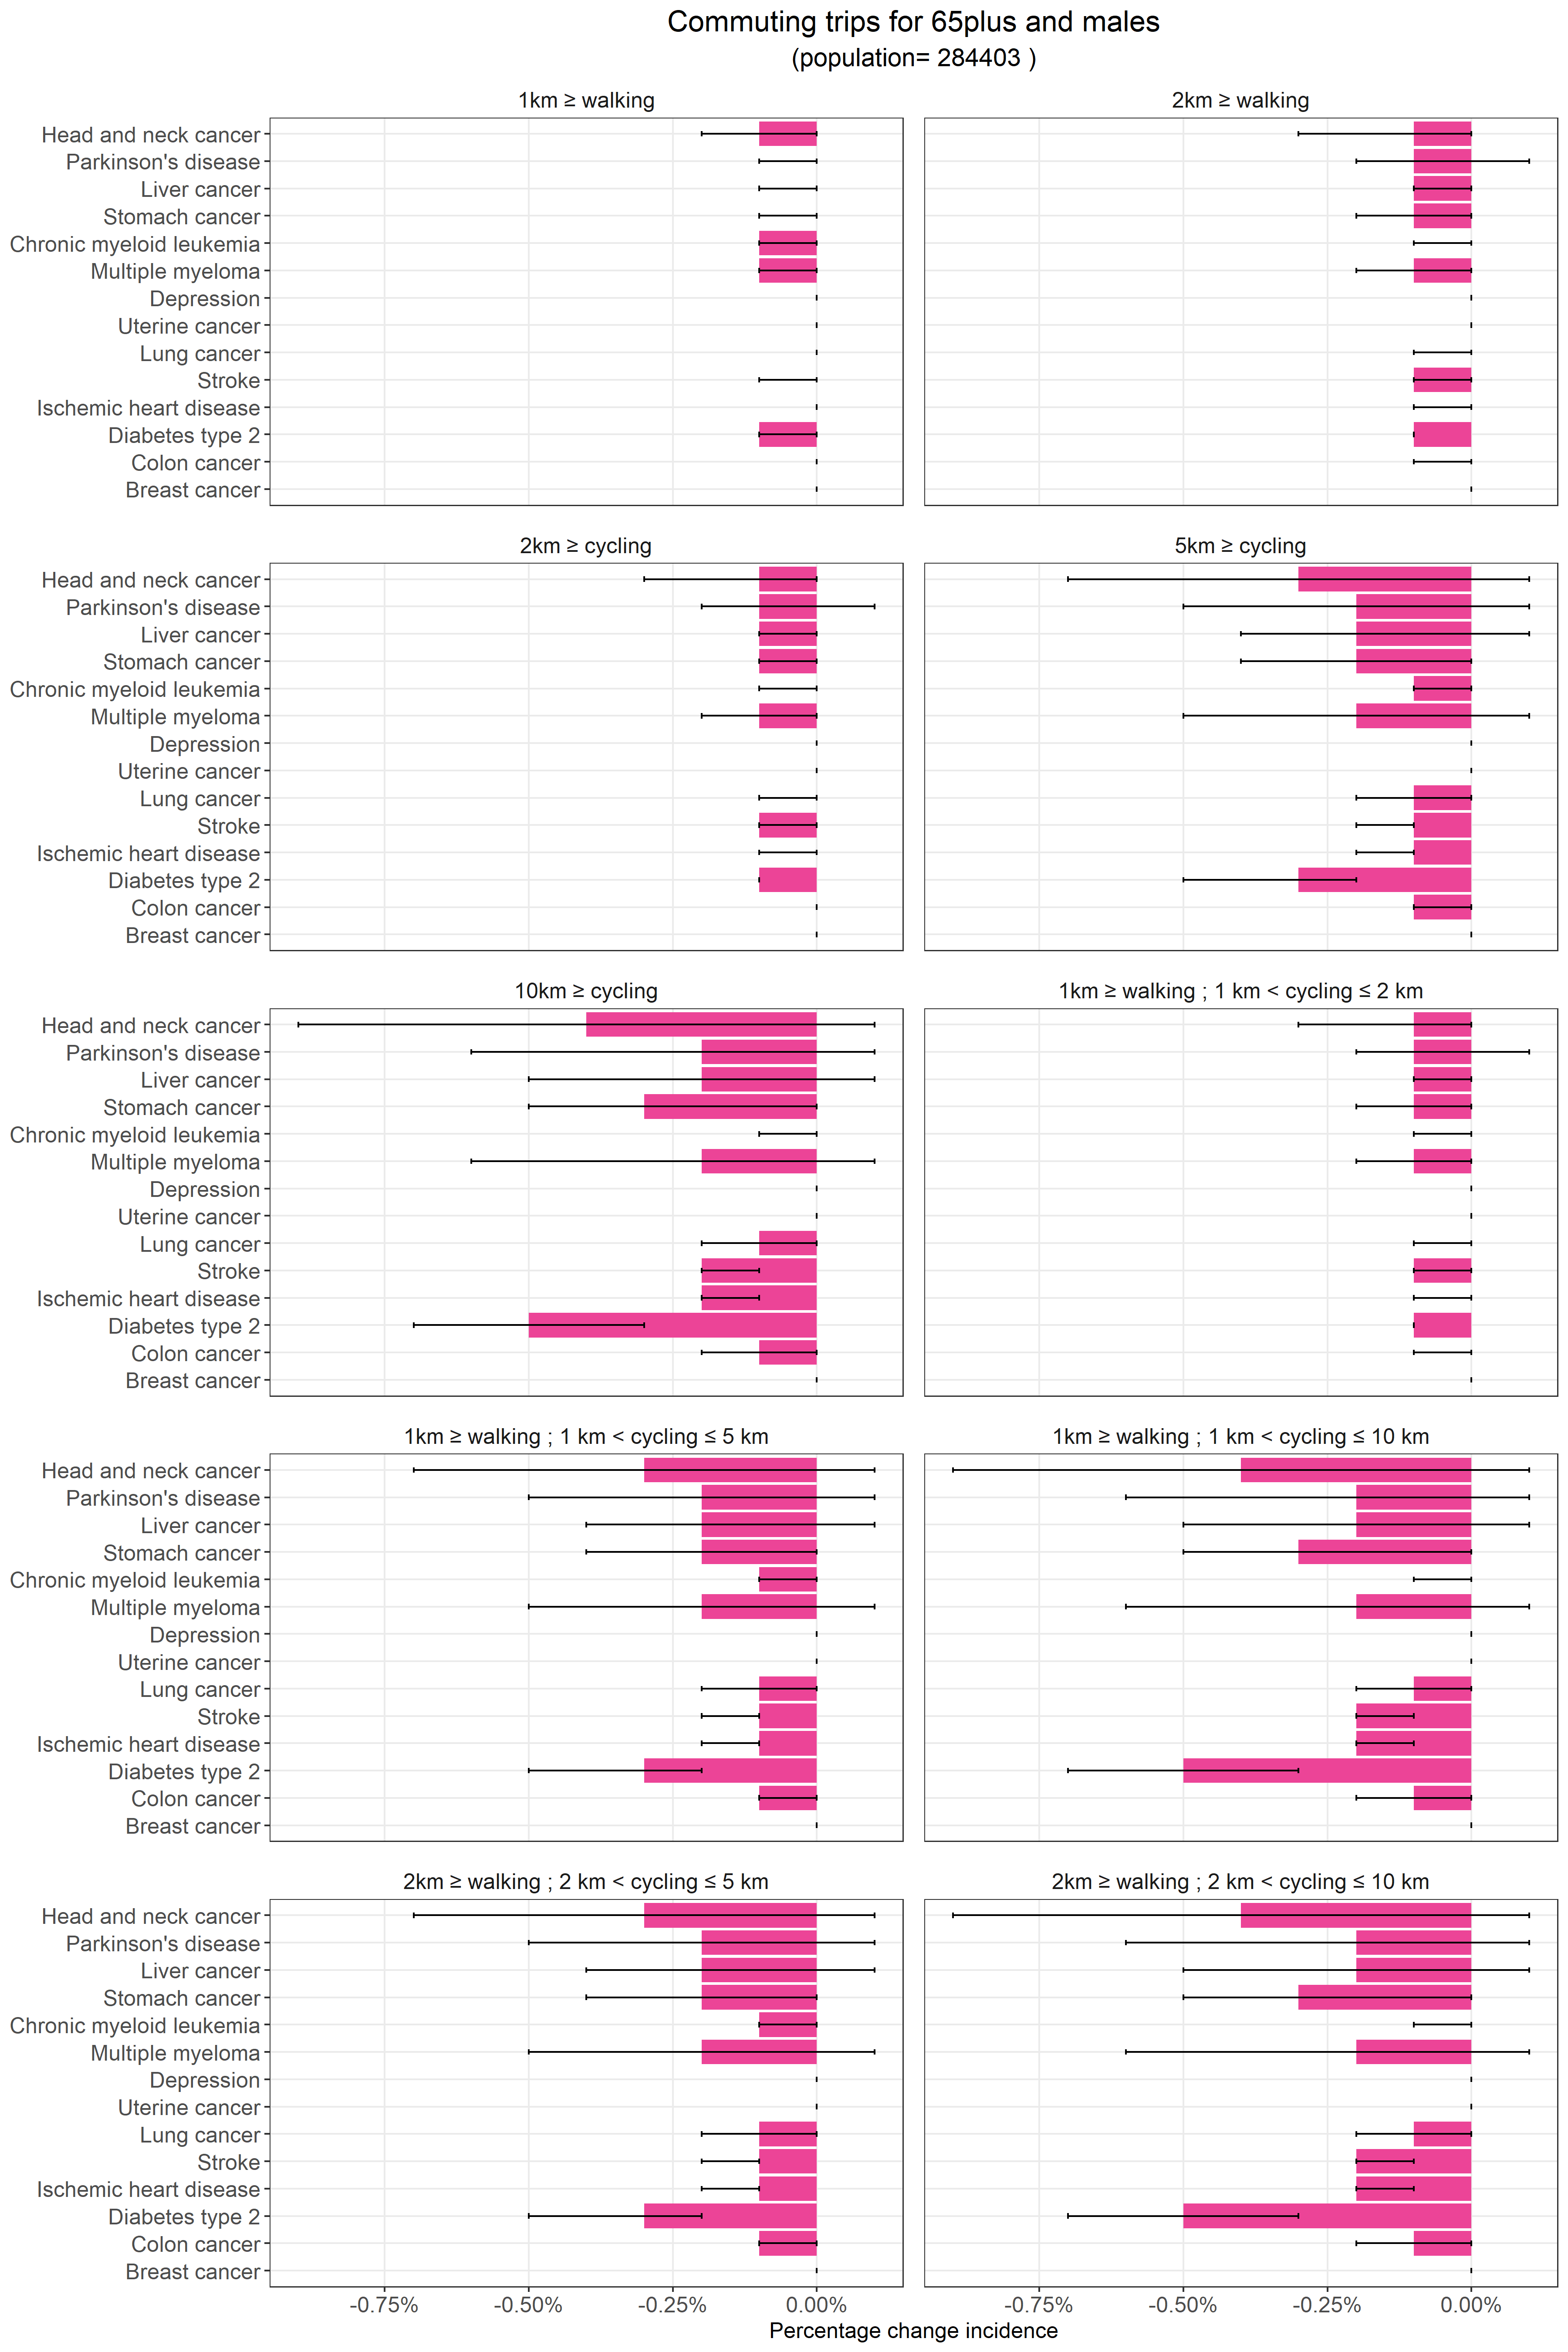 Commuting trips for 65plus and males
(population= 284403 )
1km ≥ walking
2km ≥ walking
Head and neck cancer
Parkinson's disease
Liver cancer
Stomach cancer
Chronic myeloid leukemia
Multiple myeloma
Depression
Uterine cancer
Lung cancer
Stroke
Ischemic heart disease
Diabetes type 2
Colon cancer
Breast cancer
2km ≥ cycling
5km ≥ cycling
Head and neck cancer
Parkinson's disease
Liver cancer
Stomach cancer
Chronic myeloid leukemia
Multiple myeloma
Depression
Uterine cancer
Lung cancer
Stroke
Ischemic heart disease
Diabetes type 2
Colon cancer
Breast cancer
10km ≥ cycling
1km ≥ walking ; 1 km < cycling ≤ 2 km
Head and neck cancer
Parkinson's disease
Liver cancer
Stomach cancer
Chronic myeloid leukemia
Multiple myeloma
Depression
Uterine cancer
Lung cancer
Stroke
Ischemic heart disease
Diabetes type 2
Colon cancer
Breast cancer
1km ≥ walking ; 1 km < cycling ≤ 5 km
1km ≥ walking ; 1 km < cycling ≤ 10 km
Head and neck cancer
Parkinson's disease
Liver cancer
Stomach cancer
Chronic myeloid leukemia
Multiple myeloma
Depression
Uterine cancer
Lung cancer
Stroke
Ischemic heart disease
Diabetes type 2
Colon cancer
Breast cancer
2km ≥ walking ; 2 km < cycling ≤ 5 km
2km ≥ walking ; 2 km < cycling ≤ 10 km
Head and neck cancer
Parkinson's disease
Liver cancer
Stomach cancer
Chronic myeloid leukemia
Multiple myeloma
Depression
Uterine cancer
Lung cancer
Stroke
Ischemic heart disease
Diabetes type 2
Colon cancer
Breast cancer
-0.75% -0.50% -0.25% 0.00% -0.75% -0.50% -0.25% 0.00%
Percentage change incidence